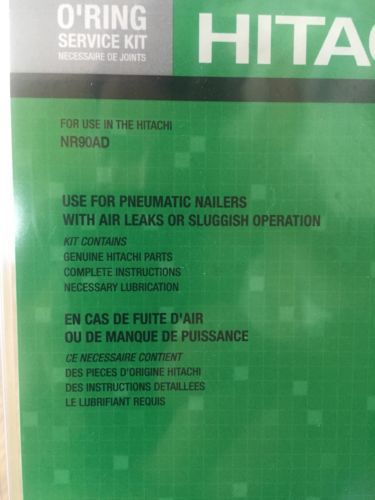 O'RING
SERVICE KIT
NECESSAIRE DE JOINTS
HITAC
FOR USE IN THE HITACHI
NR90AD
USE FOR PNEUMATIC NAILERS
WITH AIR LEAKS OR SLUGGISH OPERATION
KIT CONTAINS
GENUINE HITACHI PARTS
COMPLETE INSTRUCTIONS
NECESSARY LUBRICATION
EN CAS DE FUITE D'AIR
OU DE MANQUE DE PUISSANCE
CE NECESSAIRE CONTIENT
DES PIECES D'ORIGINE HITACHI
DES INSTRUCTIONS DETAILLEES
LE LUBRIFIANT REQUIS